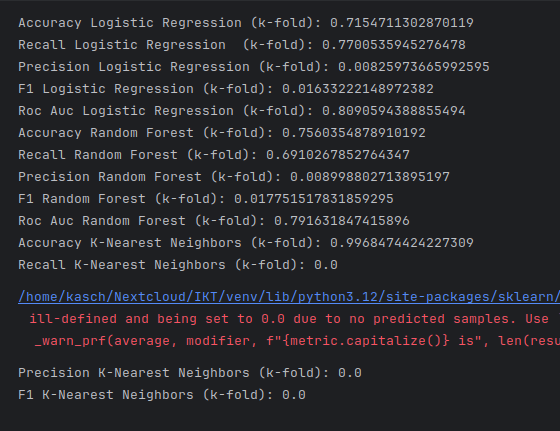 Accuracy Logistic Regression (k-fold): 0.7154711302870119
Recall Logistic Regression  (k-fold): 0.7700535945276478
Precision Logistic Regression (k-fold): 0.00825973665992595
F1 Logistic Regression (k-fold): 0.01633222148972382
Roc Auc Logistic Regression (k-fold): 0.8090594388855494
Accuracy Random Forest (k-fold): 0.7560354878910192
Recall Random Forest (k-fold): 0.6910267852764347
Precision Random Forest (k-fold): 0.008998802713895197
F1 Random Forest (k-fold): 0.017751517831859295
Roc Auc Random Forest (k-fold): 0.791631847415896
Accuracy K-Nearest Neighbors (k-fold): 0.9968474424227309
Recall K-Nearest Neighbors (k-fold): 0.0
/home/kasch/Nextcloud/IKT/venv/lib/python3.12/site-packages/sklearn/
ill-defined and being set to 0.0 due to no predicted samples. Use `
_warn_prf(average, modifier, f"{metric.capitalize()} is", len(resu
Precision K-Nearest Neighbors (k-fold): 0.0
F1 K-Nearest Neighbors (k-fold): 0.0